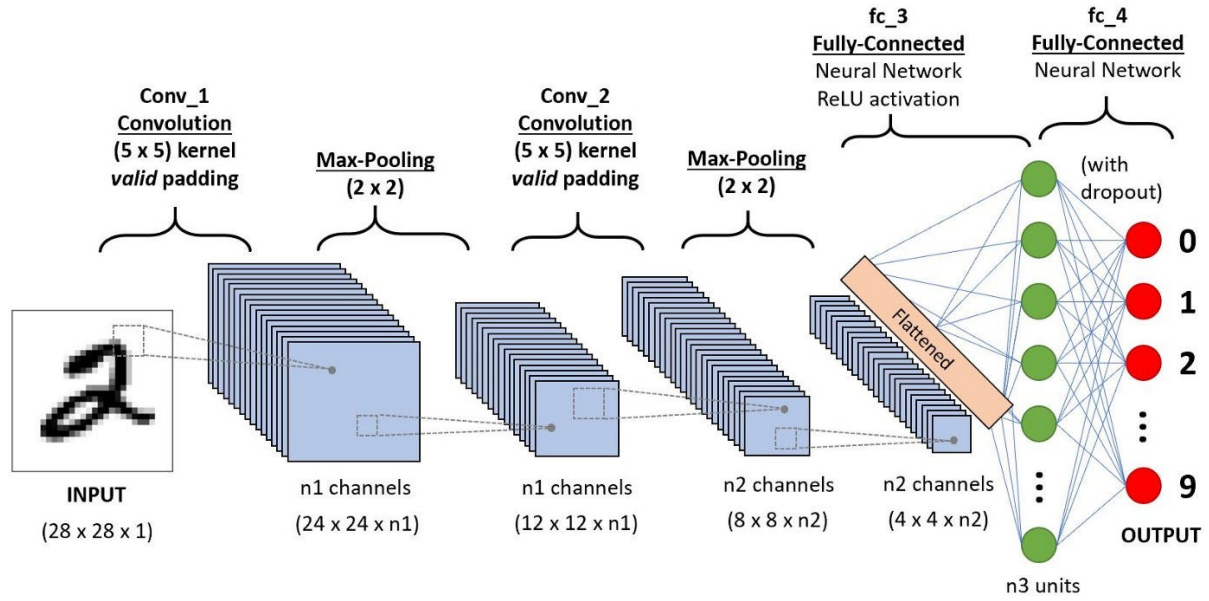 Conv_1
Convolution
(5 x 5) kernel
valid padding
Max-Pooling
(2 x 2)
Conv_2
Convolution
(5 x 5) kernel
valid padding
Max-Pooling
(2 x 2)
fc_3
Fully-Connected
Neural Network
ReLU activation
fc_4
Fully-Connected
Neural Network
(with
dropout)
Flattened
0
1
2
9
OUTPUT
INPUT
(28 x 28 x 1)
n1 channels
(24 x 24 x n1)
n1 channels
(12 x 12 x n1)
n2 channels
(8 x 8 x n2)
n2 channels
(4 x 4 x n2)
n3 units